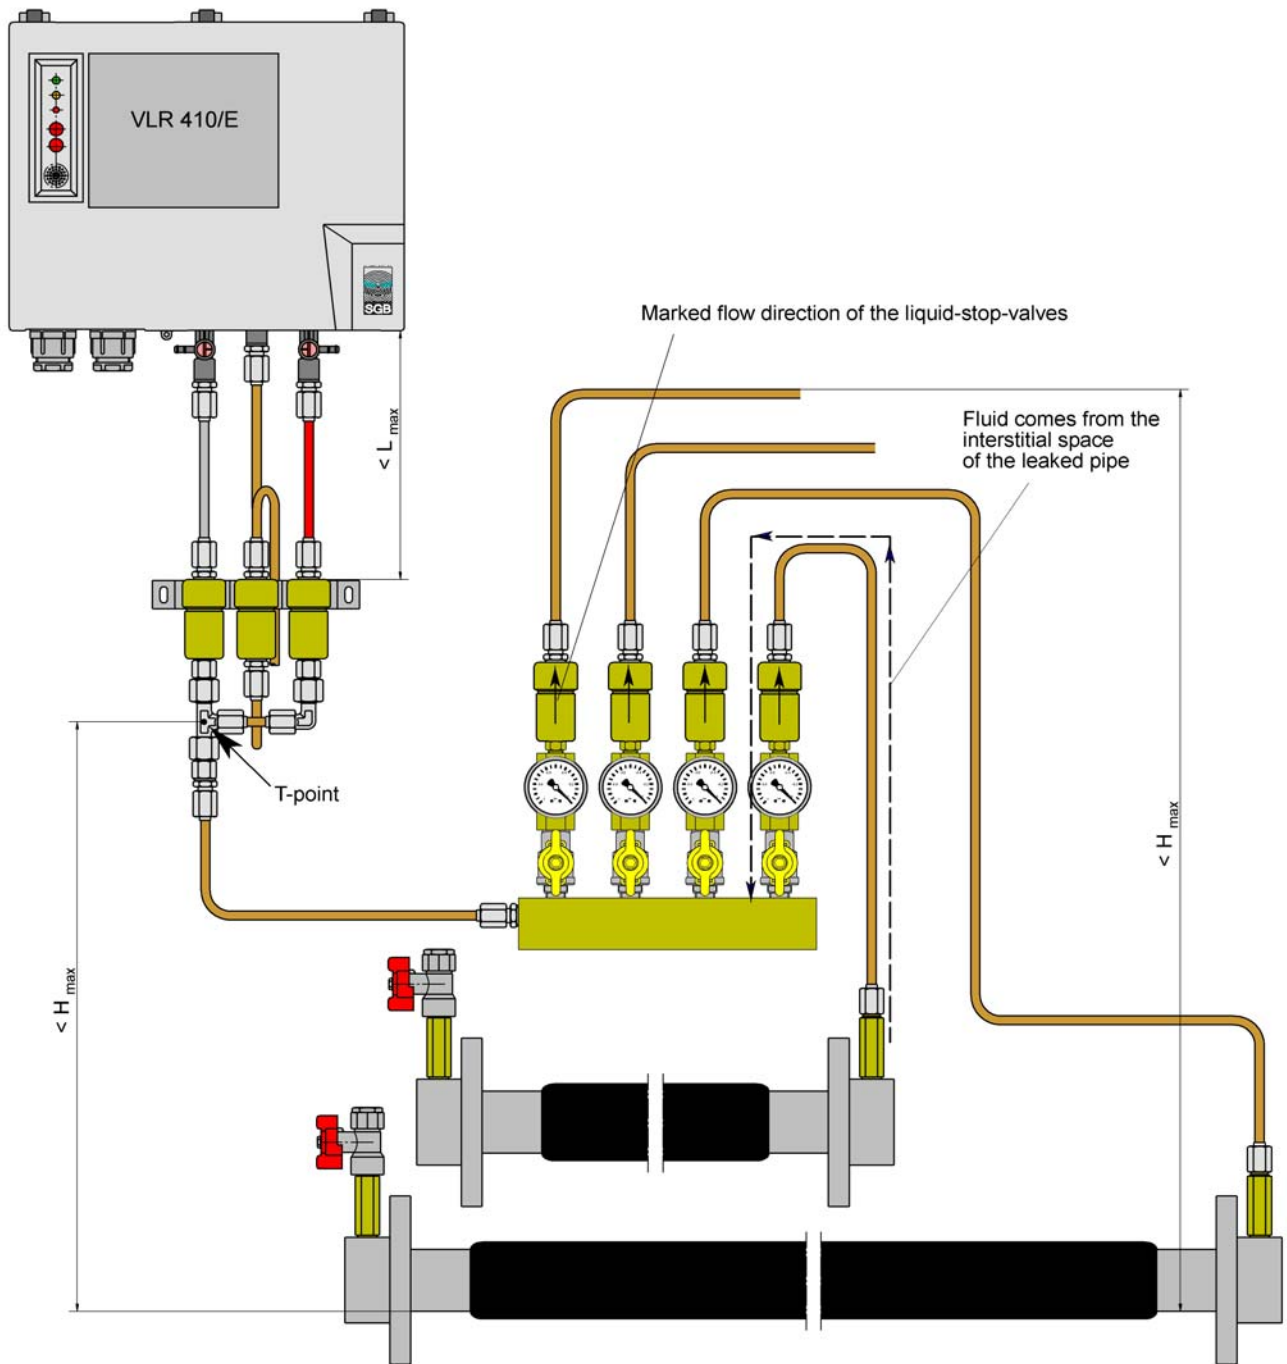 VLR 410/E
SGB
Marked flow direction of the liquid-stop-valves
< L max
Fluid comes from the
interstitial space
of the leaked pipe
T-point
< H max
< H max